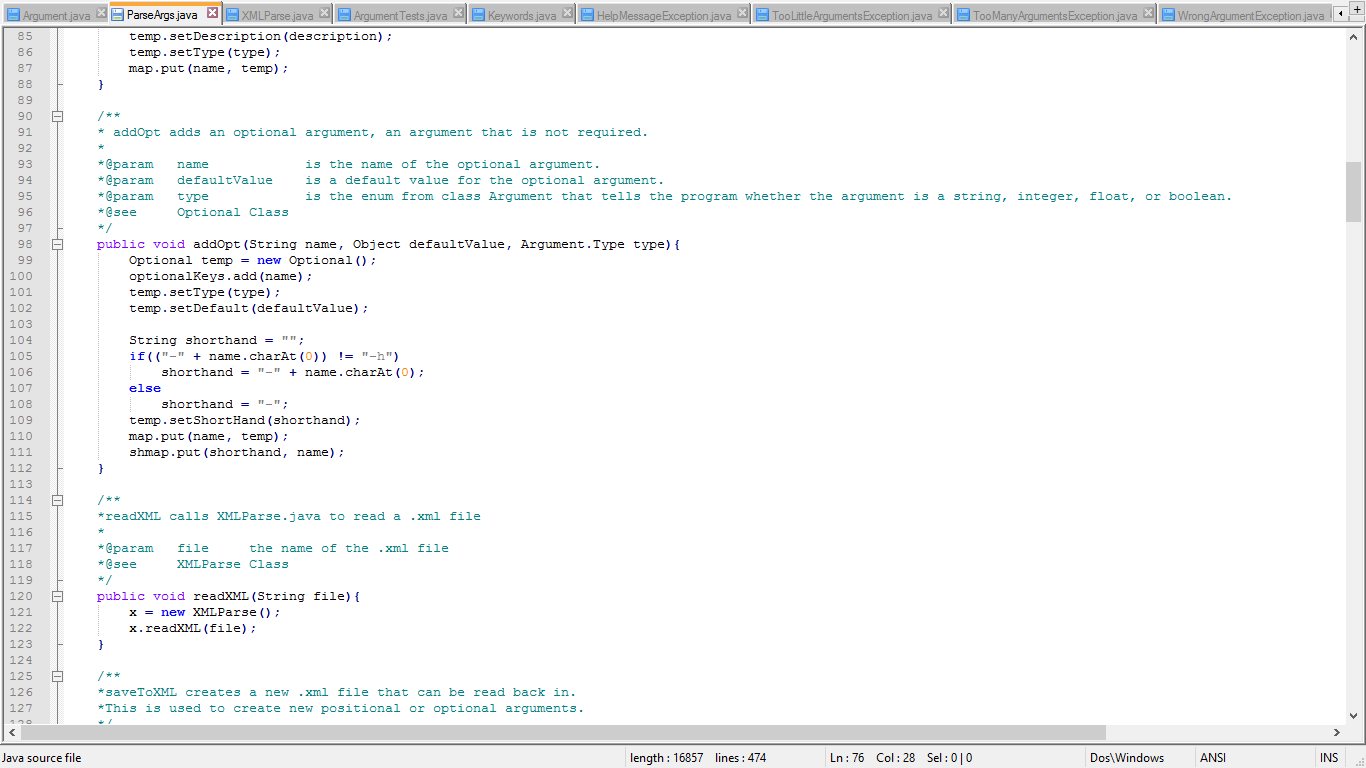 Argument.java ParseArgs.java XMLParse.java ArgumentTests.java Keywords.java HelpMessageException.java TooLittleArgumentsException.java TooManyArgumentsException.java WrongArgumentException.java
85 temp.setDescription(description);
86 temp.setType(type);
87 map.put(name, temp);
88 }
89
90 /**
91 * addOpt adds an optional argument, an argument that is not required.
92 *
93 *@param name is the name of the optional argument.
94 *@param defaultValue is a default value for the optional argument.
95 *@param type is the enum from class Argument that tells the program whether the argument is a string, integer, float, or boolean.
96 *@see Optional Class
97 */
98 public void addOpt(String name, Object defaultValue, Argument.Type type){
99 Optional temp = new Optional();
100 optionalKeys.add(name);
101 temp.setType(type);
102 temp.setDefault(defaultValue);
103
104 String shorthand = "";
105 if(("-" + name.charAt(0)) != "-h")
106 shorthand = "-" + name.charAt(0);
107 else
108 shorthand = "-";
109 temp.setShortHand(shorthand);
110 map.put(name, temp);
111 shmap.put(shorthand, name);
112 }
113
114 /**
115 *readXML calls XMLParse.java to read a .xml file
116 *
117 *@param file the name of the .xml file
118 *@see XMLParse Class
119 */
120 public void readXML(String file){
121 x = new XMLParse();
122 x.readXML(file);
123 }
124
125 /**
126 *saveToXML creates a new .xml file that can be read back in.
127 *This is used to create new positional or optional arguments.
128 */
Java source file length : 16857 lines : 474 Ln : 76 Col : 28 Sel : 0 | 0 Dos\Windows ANSI INS